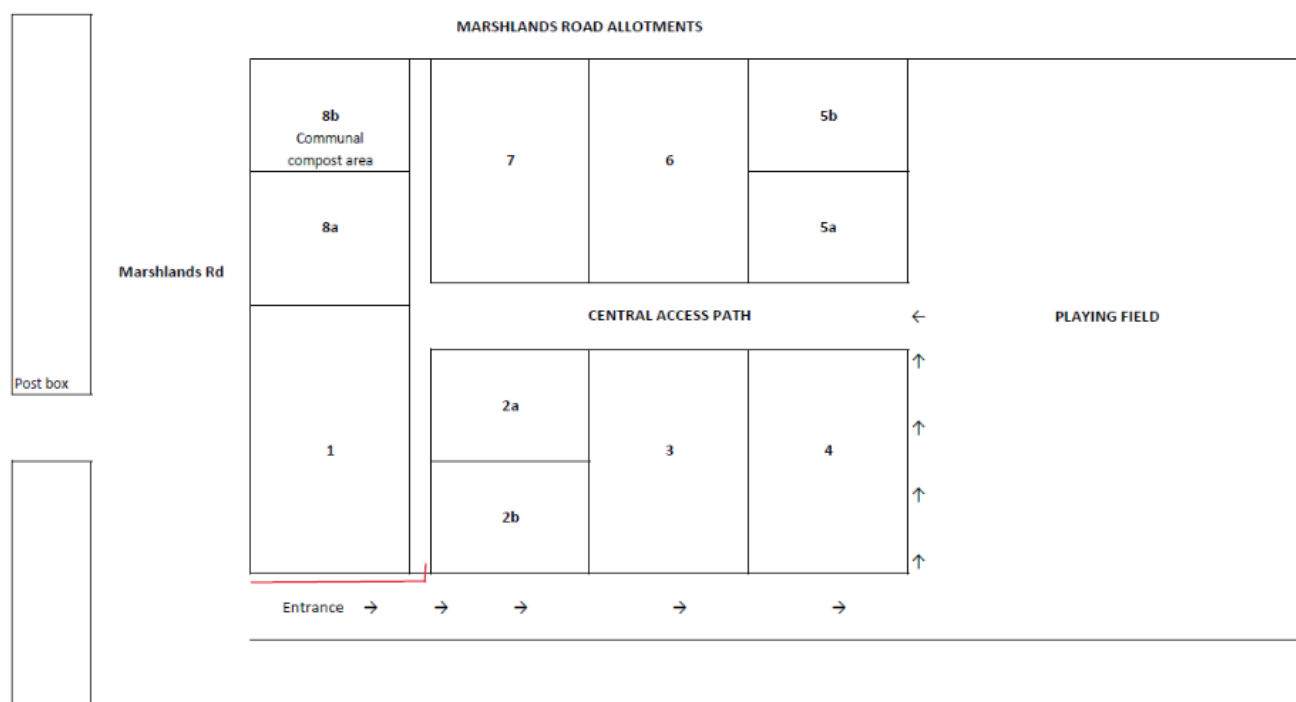 MARSHLANDS ROAD ALLOTMENTS
8b
Communal
compost area
7
6
5b
8a
5a
Marshlands Rd
CENTRAL ACCESS PATH
←
PLAYING FIELD
↑
Post box
2a
↑
1
3
4
↑
2b
↑
Entrance → → → → →